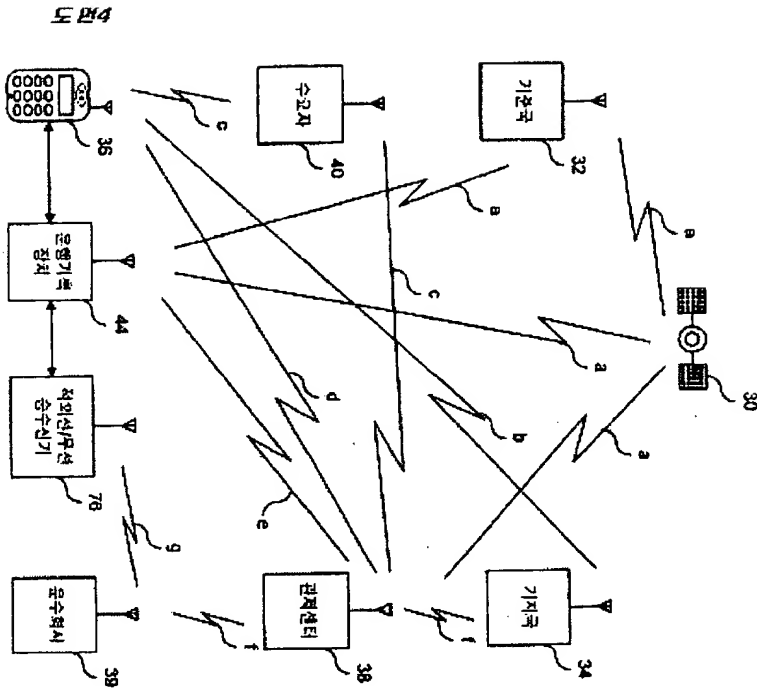 도면4
수요자
기준국
36
c
40
32
a
a
운행기록
장치
c
44
a
30
d
b
a
적외선/무선
송수신기
e
76
g
운수회사
관제센터
기지국
f
f
39
38
34